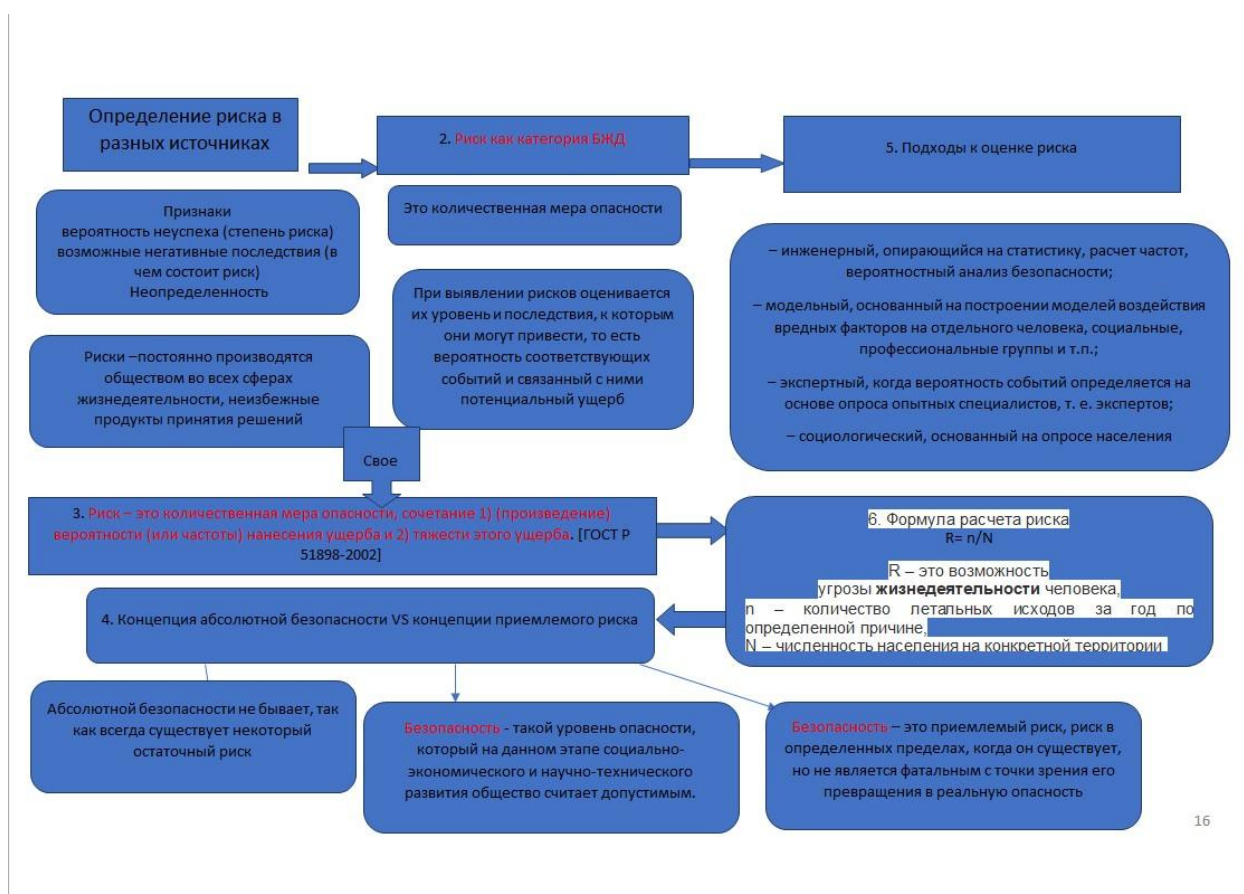 Определение риска в
разных источниках
Признаки
вероятность неуспеха (степень риска)
возможные негативные последствия (в
чем состоит риск)
Неопределенность
Риски –постоянно производятся
обществом во всех сферах
жизнедеятельности, неизбежные
продукты принятия решений
2. Риск как категория БЖД
Это количественная мера опасности
При выявлении рисков оценивается
их уровень и последствия, к которым
они могут привести, то есть
вероятность соответствующих
событий и связанный с ними
потенциальный ущерб
5. Подходы к оценке риска
– инженерный, опирающийся на статистику, расчет частот,
вероятностный анализ безопасности;
– модельный, основанный на построении моделей воздействия
вредных факторов на отдельного человека, социальные,
профессиональные группы и т.п.;
– экспертный, когда вероятность событий определяется на
основе опроса опытных специалистов, т. е. экспертов;
– социологический, основанный на опросе населения
Свое
3. Риск – это количественная мера опасности, сочетание 1) (произведение)
вероятности (или частоты) нанесения ущерба и 2) тяжести этого ущерба. [ГОСТ Р
51898-2002]
6. Формула расчета риска
R= n/N
R – это возможность
угрозы жизнедеятельности человека,
n – количество летальных исходов за год по
определенной причине,
N – численность населения на конкретной территории
4. Концепция абсолютной безопасности VS концепции приемлемого риска
Абсолютной безопасности не бывает, так
как всегда существует некоторый
остаточный риск
Безопасность - такой уровень опасности,
который на данном этапе социально-
экономического и научно-технического
развития общество считает допустимым.
Безопасность – это приемлемый риск, риск в
определенных пределах, когда он существует,
но не является фатальным с точки зрения его
превращения в реальную опасность
16